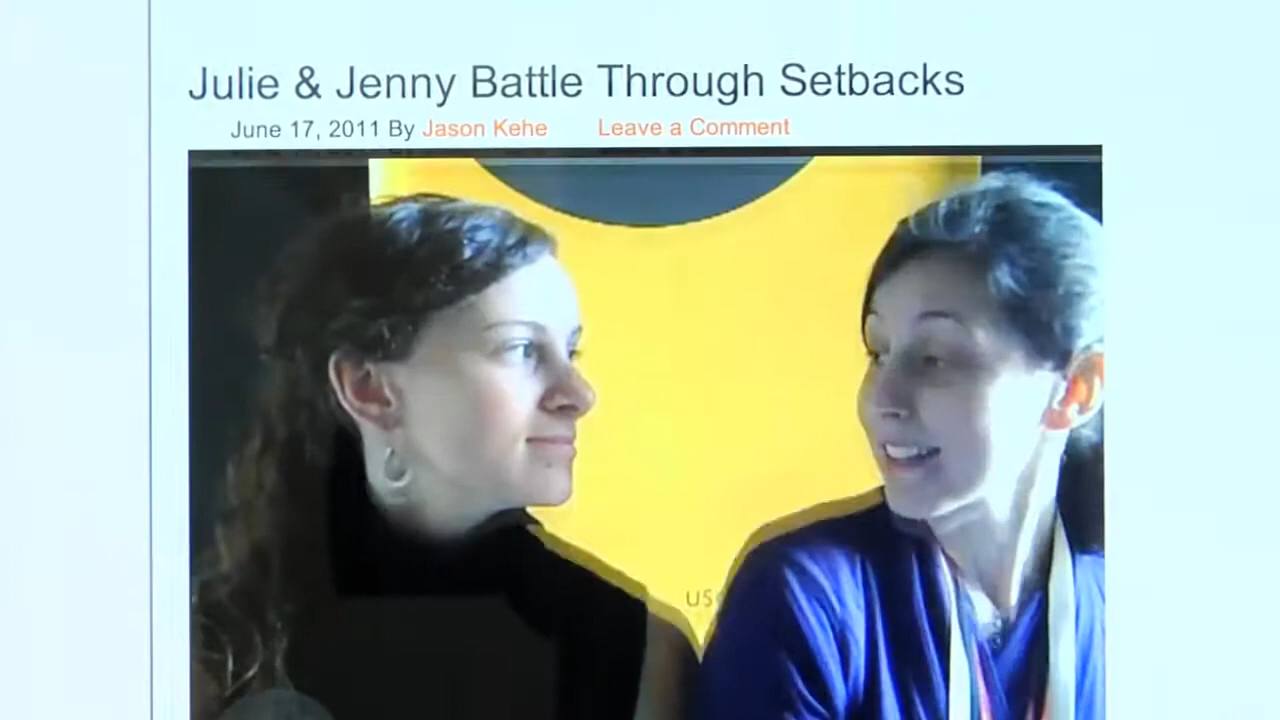 Julie & Jenny Battle Through Setbacks
June 17, 2011 By Jason Kehe Leave a Comment